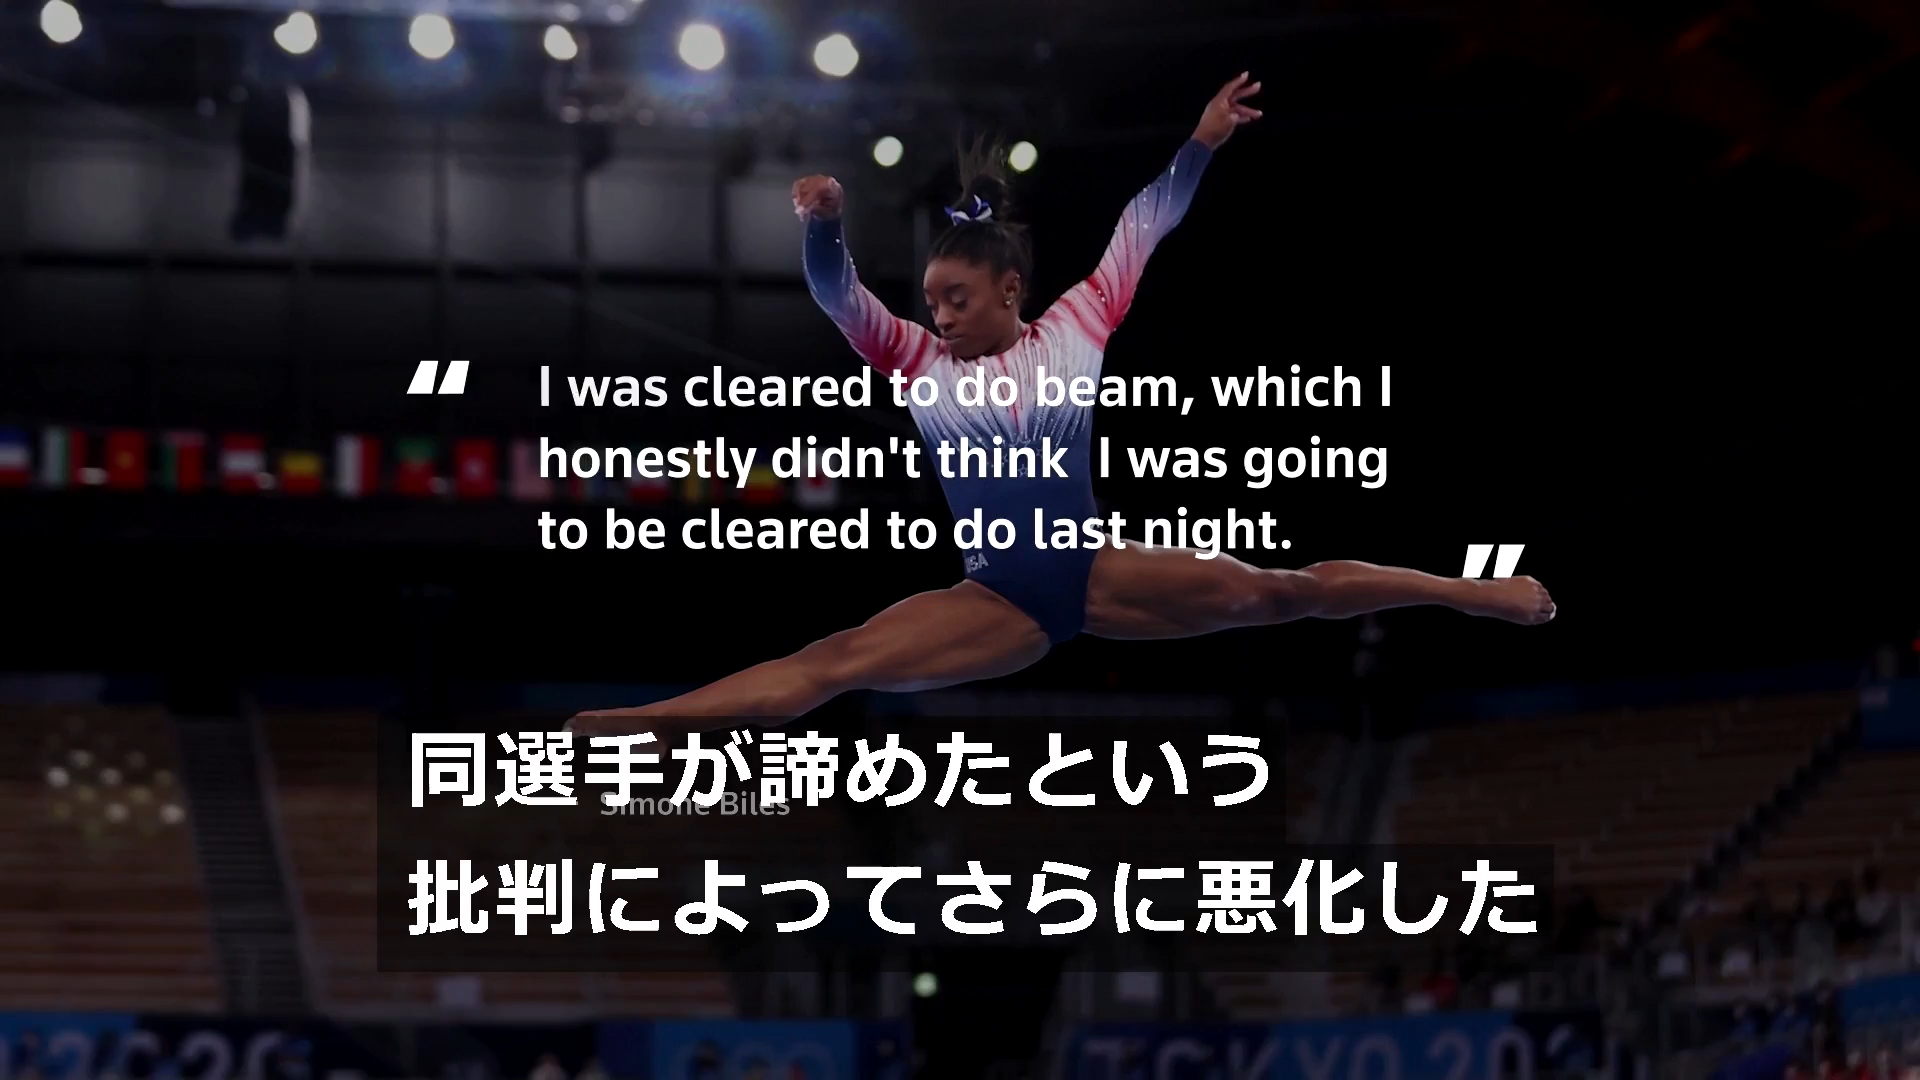 “
I was cleared to do beam, which I
honestly didn't think I was going
to be cleared to do last night.
”
USA
同選手が諦めたという
Simone Biles
批判によってさらに悪化した
TOKYO 202